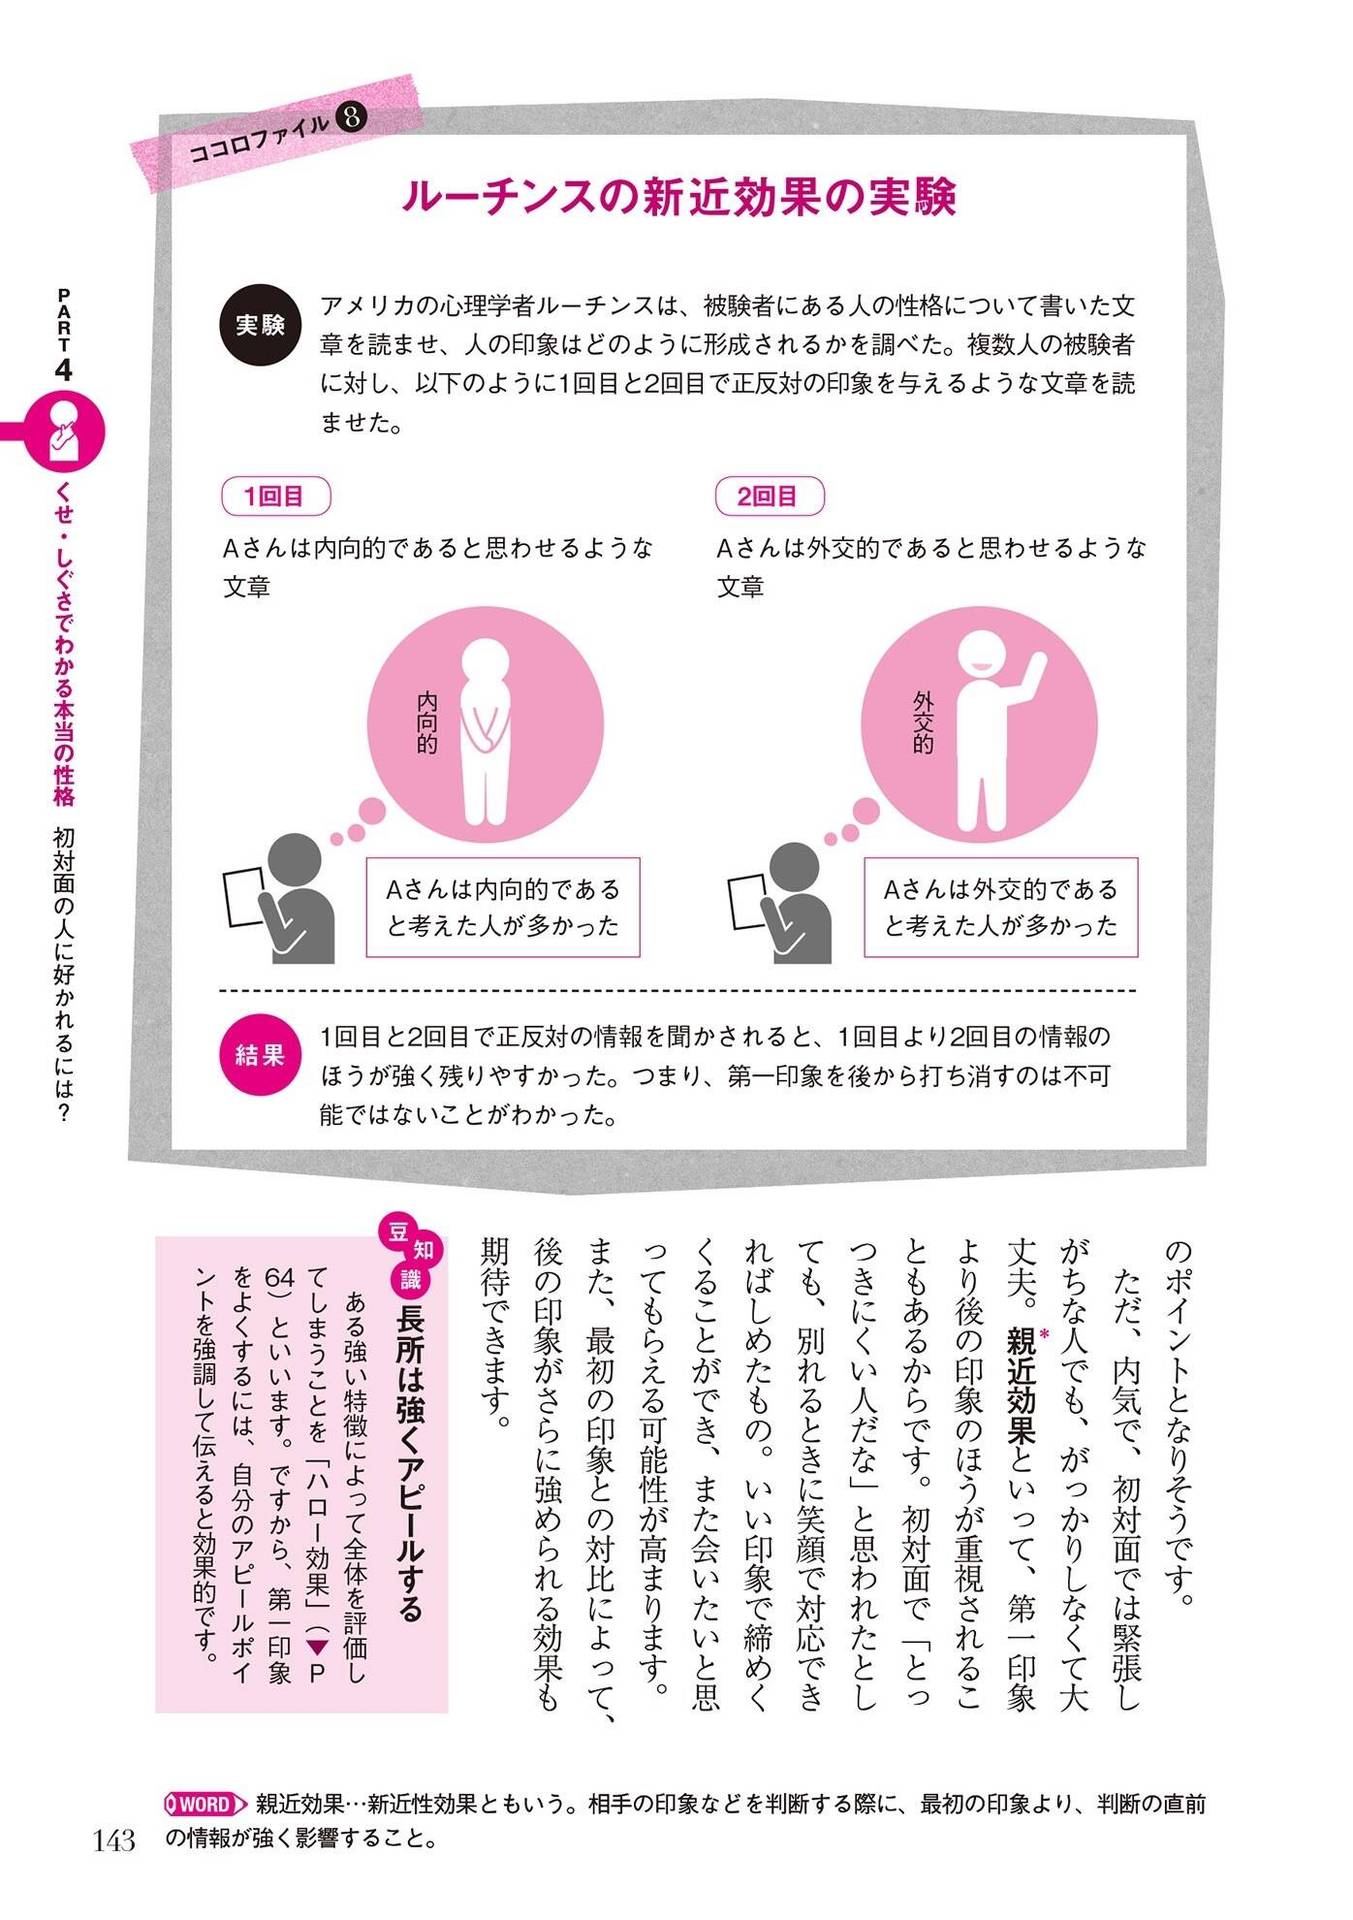 ココロファイル8
ルーチンスの新近効果の実験
実験
アメリカの心理学者ルーチンスは、被験者にある人の性格について書いた文
章を読ませ、人の印象はどのように形成されるかを調べた。複数人の被験者
に対し、以下のように1回目と2回目で正反対の印象を与えるような文章を読
ませた。
1回目
Aさんは内向的であると思わせるような
文章
内向的
Aさんは内向的である
と考えた人が多かった
2回目
Aさんは外交的であると思わせるような
文章
外交的
Aさんは外交的である
と考えた人が多かった
結果
1回目と2回目で正反対の情報を聞かされると、1回目より2回目の情報の
ほうが強く残りやすかった。つまり、第一印象を後から打ち消すのは不可
能ではないことがわかった。
PART4
くせ・しぐさでわかる本当の性格 初対面の人に好かれるには?
のポイントとなりそうです。
ただ、内気で、初対面では緊張し
がちな人でも、がっかりしなくて大
丈夫。親近効果*といって、第一印象
より後の印象のほうが重視されるこ
ともあるからです。初対面で「とっ
つきにくい人だな」と思われたとし
ても、別れるときに笑顔で対応でき
ればしめたもの。いい印象で締めく
くることができ、また会いたいと思
ってもらえる可能性が高まります。
また、最初の印象との対比によって、
後の印象がさらに強められる効果も
期待できます。
豆知識
長所は強くアピールする
ある強い特徴によって全体を評価し
てしまうことを「ハロー効果」(▼P
64)といいます。ですから、第一印象
をよくするには、自分のアピールポイ
ントを強調して伝えると効果的です。
WORD 親近効果…新近性効果ともいう。相手の印象などを判断する際に、最初の印象より、判断の直前
の情報が強く影響すること。
143